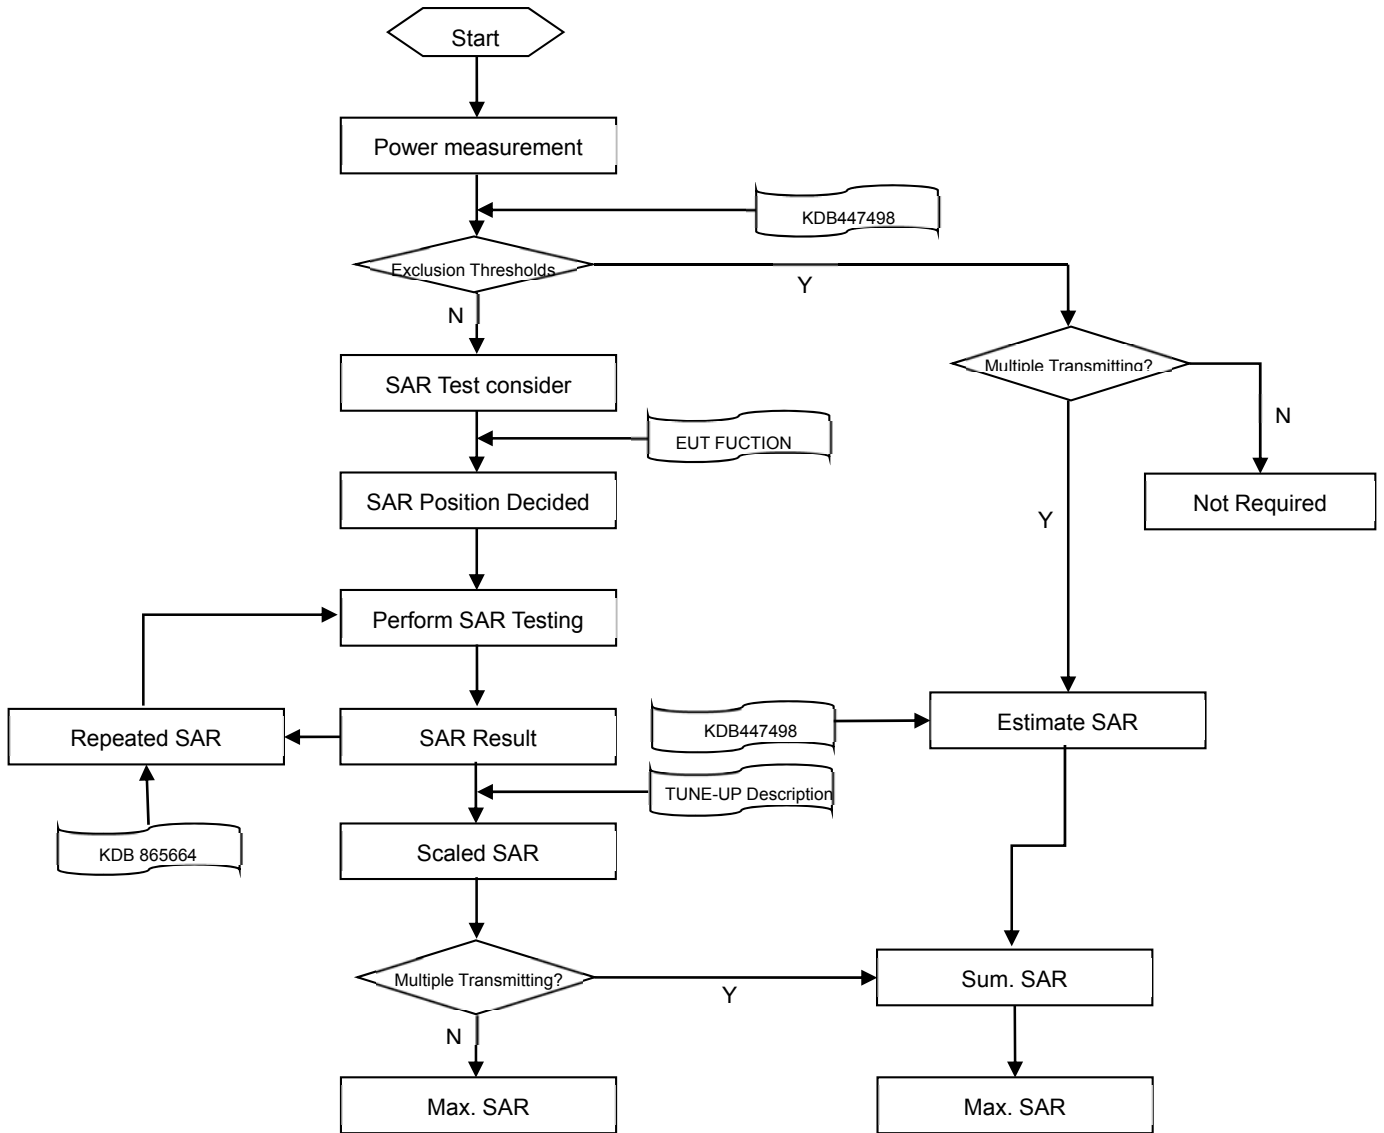 Start
Power measurement
KDB447498
Exclusion Thresholds
Y
N
Multiple Transmitting?
SAR Test consider
N
EUT FUCTION
SAR Position Decided
Not Required
Y
Perform SAR Testing
Repeated SAR
SAR Result
KDB447498
Estimate SAR
TUNE-UP Description
KDB 865664
Scaled SAR
Multiple Transmitting?
Y
Sum. SAR
N
Max. SAR
Max. SAR